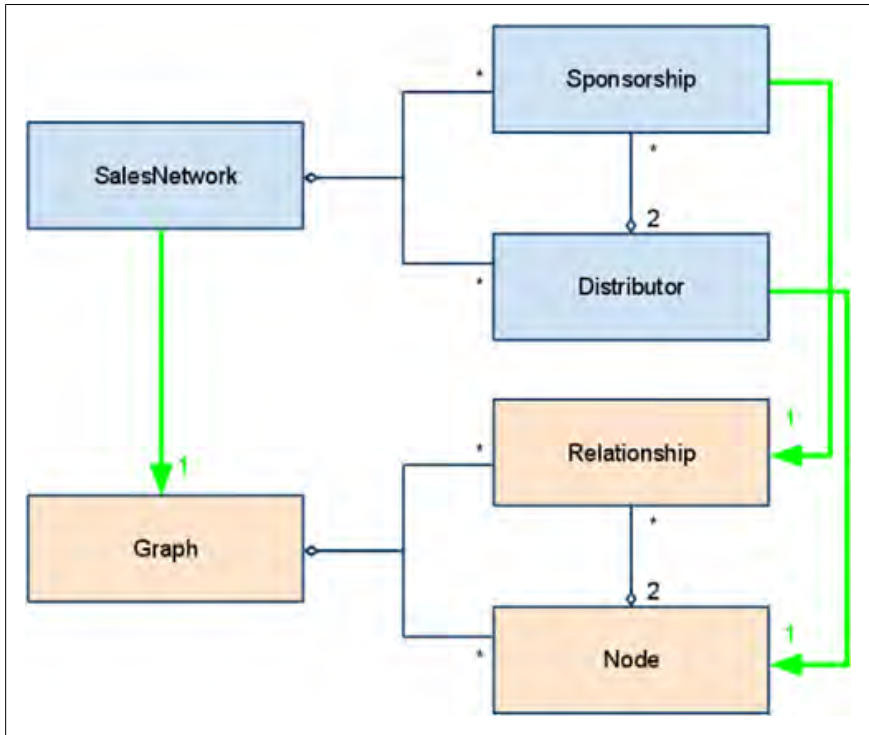 *
Sponsorship
SalesNetwork
*
2
*
Distributor
1
1
*
Relationship
Graph
*
2
1
*
Node